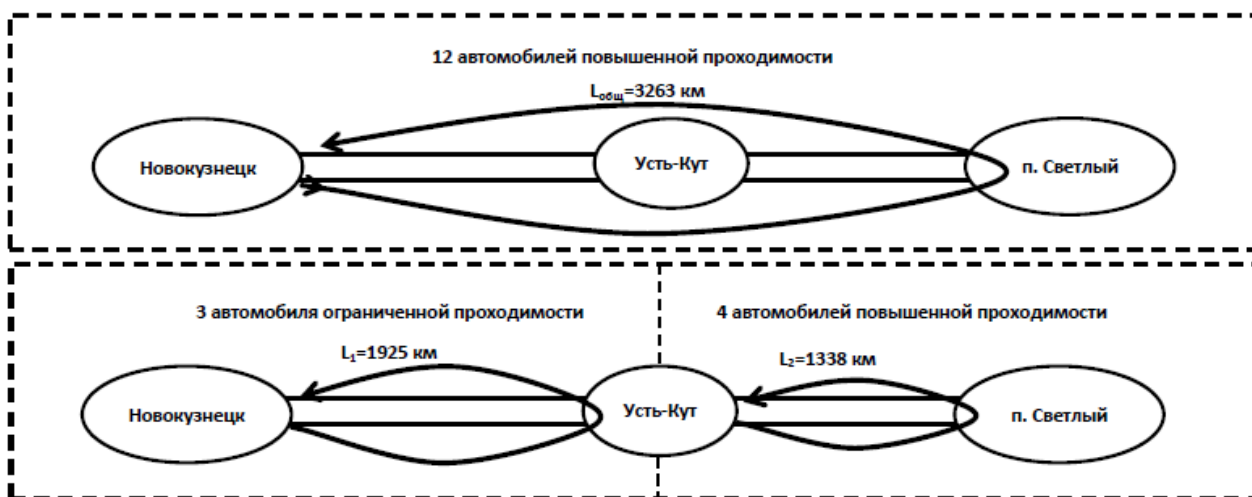 12 автомобилей повышенной проходимости
Lобщ=3263 км
Новокузнецк
Усть-Кут
п. Светлый
3 автомобиля ограниченной проходимости
4 автомобилей повышенной проходимости
L₁=1925 км
L₂=1338 км
Новокузнецк
Усть-Кут
п. Светлый